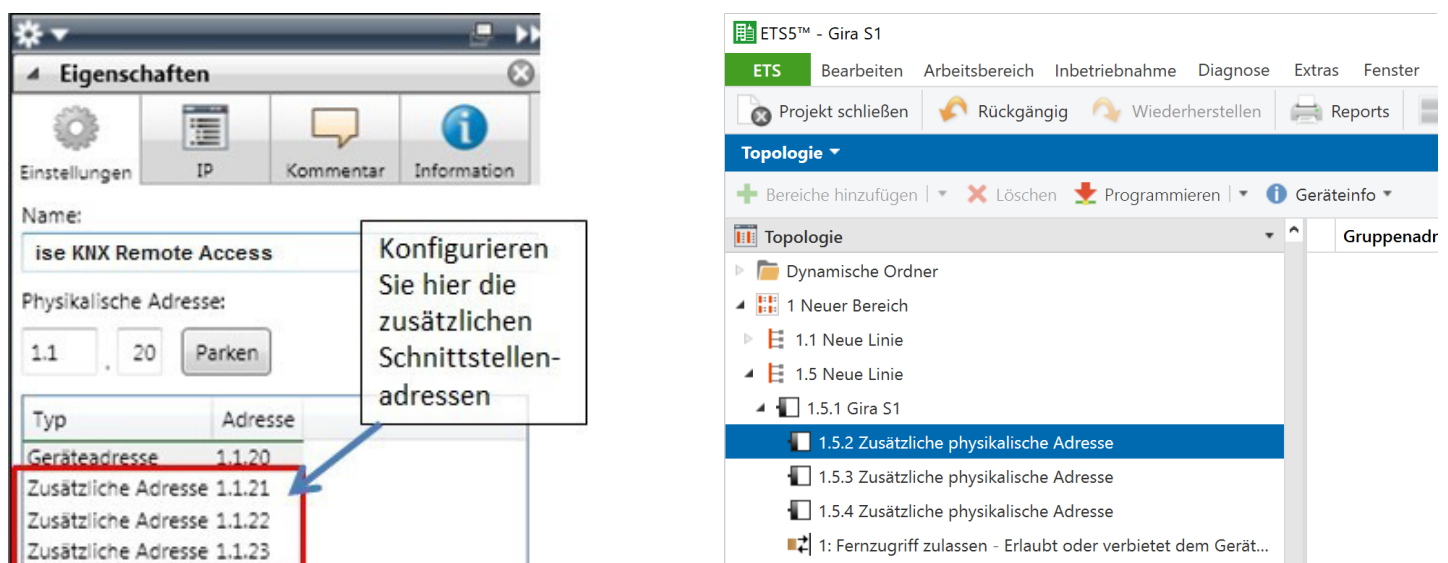 Eigenschaften
Einstellungen
IP
Kommentar
Information
Name:
ise KNX Remote Access
Physikalische Adresse:
1.1 . 20 Parken
Typ Adresse
Geräteadresse 1.1.20
Zusätzliche Adresse 1.1.21
Zusätzliche Adresse 1.1.22
Zusätzliche Adresse 1.1.23
Konfigurieren
Sie hier die
zusätzlichen
Schnittstellen-
adressen
ETS5™ - Gira S1
ETS Bearbeiten Arbeitsbereich Inbetriebnahme Diagnose Extras Fenster
Projekt schließen Rückgängig Wiederherstellen Reports
Topologie
Bereiche hinzufügen Löschen Programmieren Geräteinfo
Topologie
Gruppenadr
Dynamische Ordner
1 Neuer Bereich
1.1 Neue Linie
1.5 Neue Linie
1.5.1 Gira S1
1.5.2 Zusätzliche physikalische Adresse
1.5.3 Zusätzliche physikalische Adresse
1.5.4 Zusätzliche physikalische Adresse
1: Fernzugriff zulassen - Erlaubt oder verbietet dem Gerät...